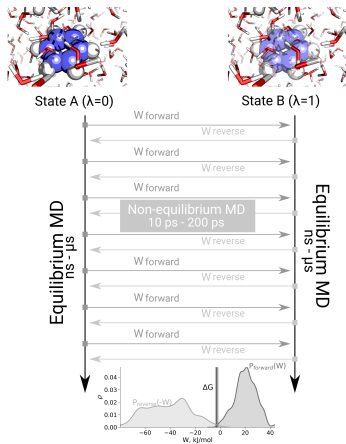 State A (λ=0)
State B (λ=1)
W forward
W reverse
W forward
W reverse
W forward
Non-equilibrium MD
10 ps - 200 ps
W forward
W reverse
W forward
W reverse
W forward
W reverse
W forward
W reverse
Equilibrium MD
ns - μs
Equilibrium MD
ns - μs
P_reverse(-W)
P_forward(W)
ΔG
ρ
0.04
0.03
0.02
0.01
0.00
−60
−40
−20
0
20
40
W, kJ/mol